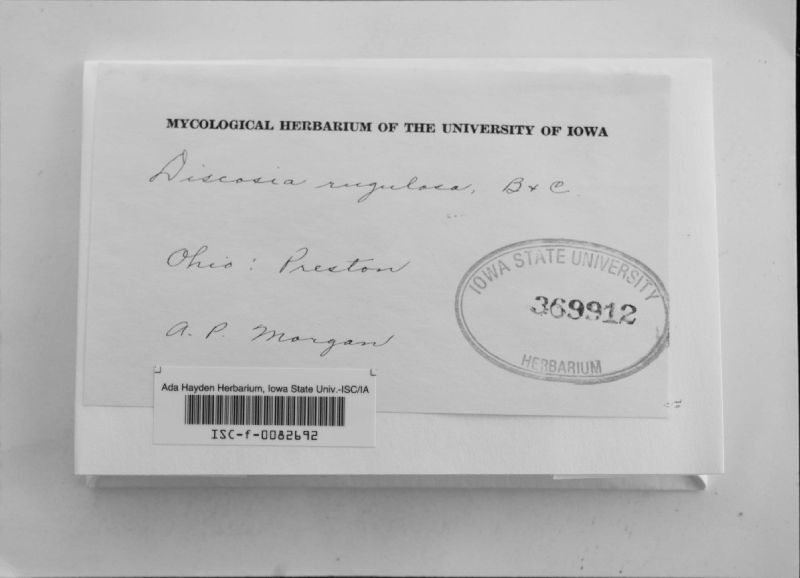 MYCOLOGICAL HERBARIUM OF THE UNIVERSITY OF IOWA
Discosia rugulosa, B & C.
Ohio: Preston
A. P. Morgan
IOWA STATE UNIVERSITY
369912
HERBARIUM
Ada Hayden Herbarium, Iowa State Univ.-ISC/IA
ISC-f-0082692